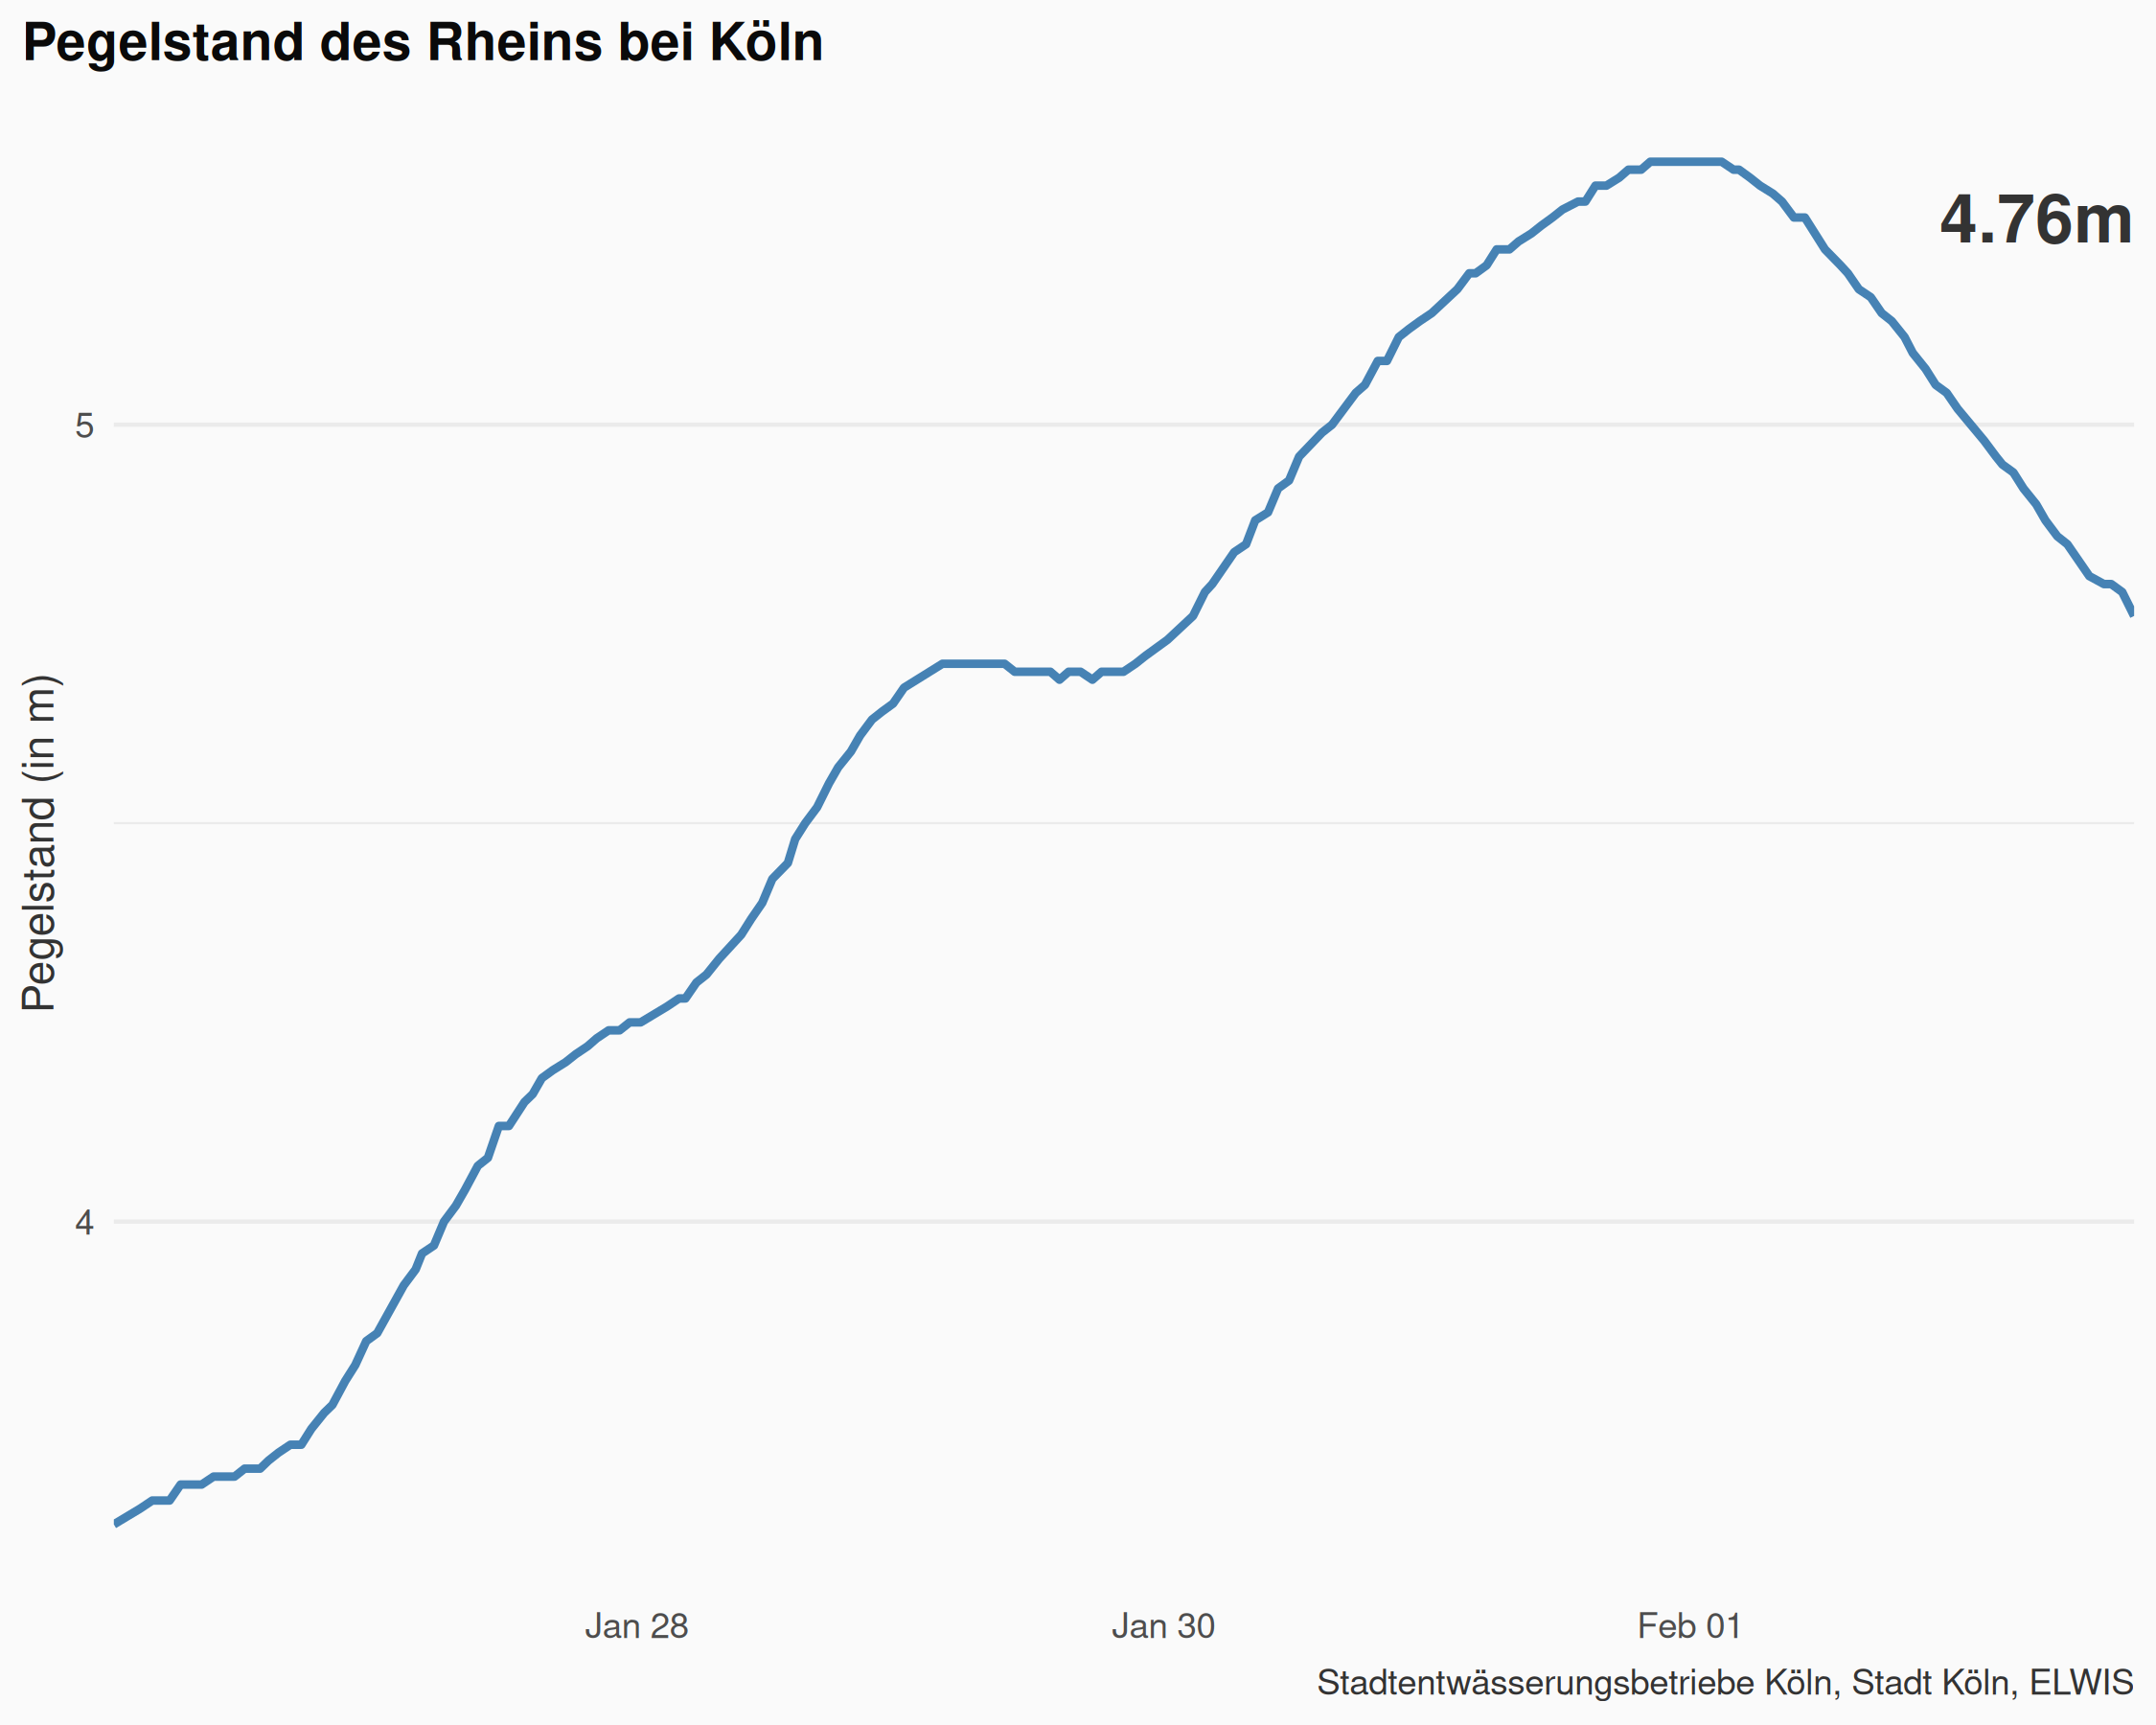 Pegelstand des Rheins bei Köln
4.76m
5
Pegelstand (in m)
4
Jan 28
Jan 30
Feb 01
Stadtentwässerungsbetriebe Köln, Stadt Köln, ELWIS